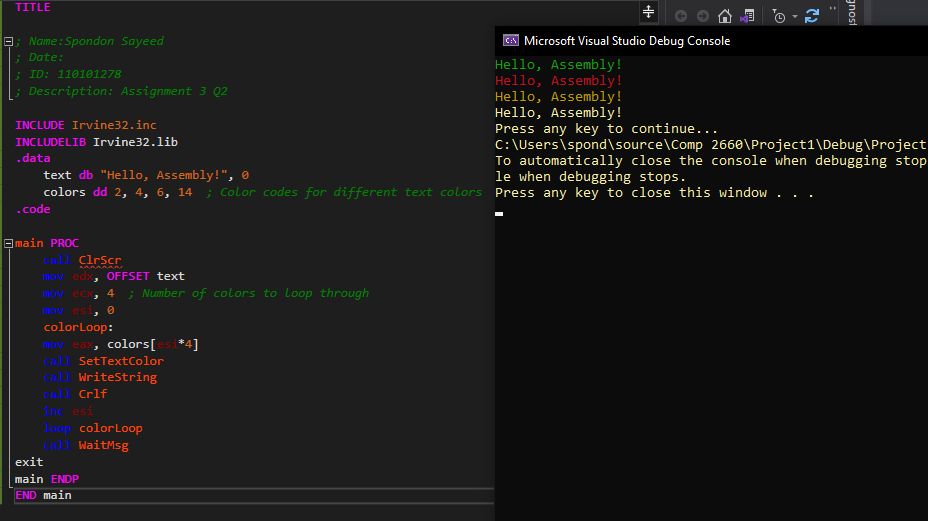 TITLE
; Name:Spondon Sayeed
; Date:
; ID: 110101278
; Description: Assignment 3 Q2
INCLUDE Irvine32.inc
INCLUDELIB Irvine32.lib
.data
text db "Hello, Assembly!", 0
colors dd 2, 4, 6, 14 ; Color codes for different text colors
.code
main PROC
call ClrScr
mov edx, OFFSET text
mov ecx, 4 ; Number of colors to loop through
mov esi, 0
colorLoop:
mov eax, colors[esi*4]
call SetTextColor
call WriteString
call Crlf
inc esi
loop colorLoop
call WaitMsg
exit
main ENDP
END main
Microsoft Visual Studio Debug Console
Hello, Assembly!
Hello, Assembly!
Hello, Assembly!
Hello, Assembly!
Press any key to continue...
C:\Users\spond\source\Comp 2660\Project1\Debug\Project
To automatically close the console when debugging stop
le when debugging stops.
Press any key to close this window . . .